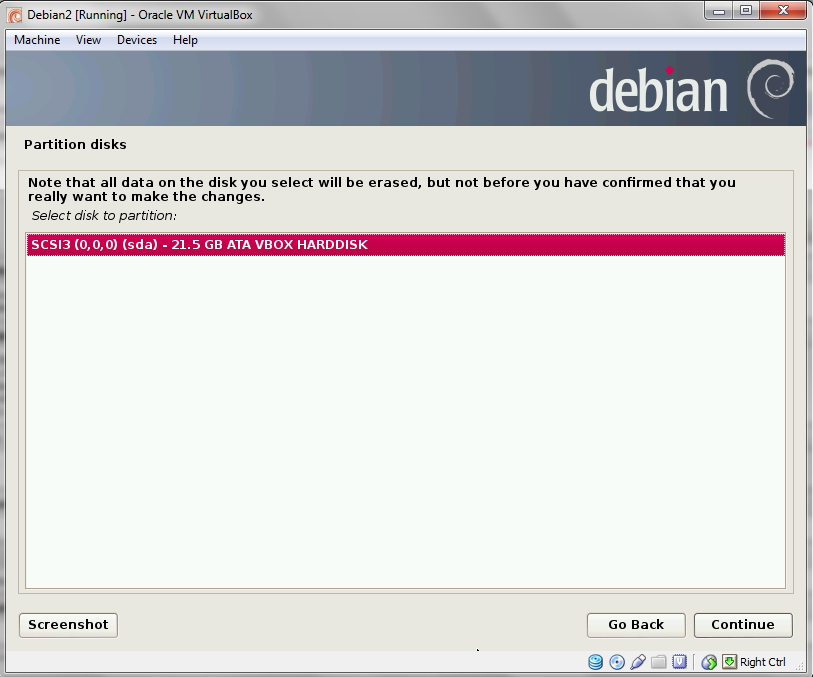 Debian2 [Running] - Oracle VM VirtualBox
Machine View Devices Help
debian
Partition disks
Note that all data on the disk you select will be erased, but not before you have confirmed that you
really want to make the changes.
Select disk to partition:
SCSI3 (0,0,0) (sda) - 21.5 GB ATA VBOX HARDDISK
Screenshot Go Back Continue
Right Ctrl